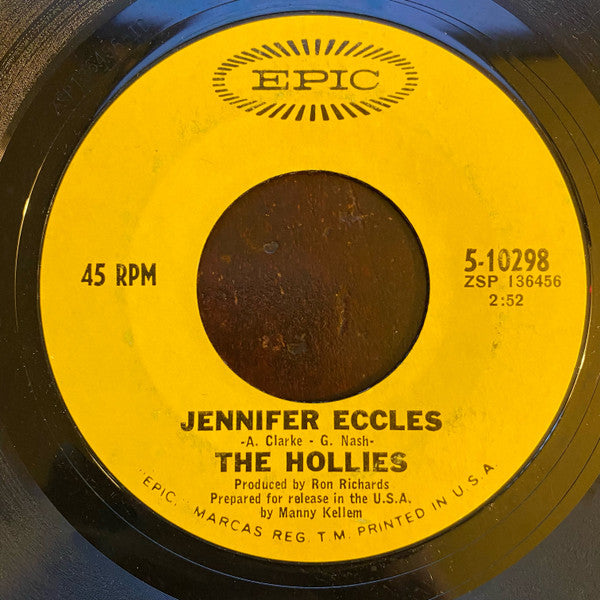 EPIC
45 RPM
5-10298
ZSP 136456
2:52
JENNIFER ECCLES
-A. Clarke - G. Nash-
THE HOLLIES
Produced by Ron Richards
Prepared for release in the U.S.A.
by Manny Kellem
"EPIC," MARCAS REG. T M. PRINTED IN U.S.A.